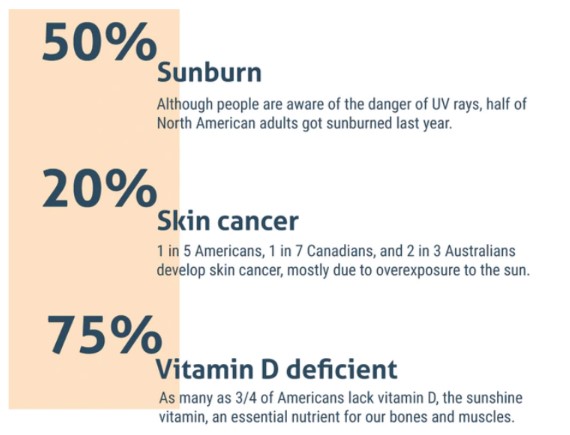 50%
Sunburn
Although people are aware of the danger of UV rays, half of
North American adults got sunburned last year.
20%
Skin cancer
1 in 5 Americans, 1 in 7 Canadians, and 2 in 3 Australians
develop skin cancer, mostly due to overexposure to the sun.
75%
Vitamin D deficient
As many as 3/4 of Americans lack vitamin D, the sunshine
vitamin, an essential nutrient for our bones and muscles.